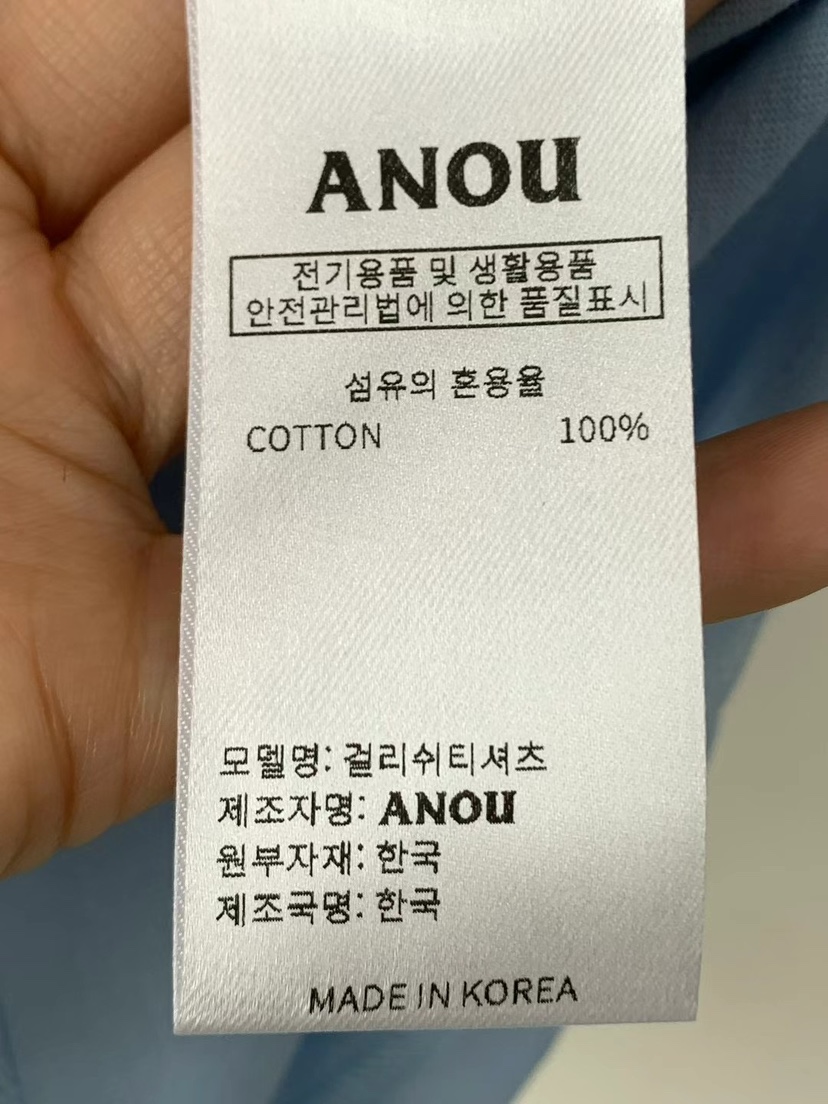 ANOU
전기용품 및 생활용품
안전관리법에 의한 품질표시
섬유의 혼용율
COTTON 100%
모델명: 걸리쉬티셔츠
제조자명: ANOU
원부자재: 한국
제조국명: 한국
MADE IN KOREA